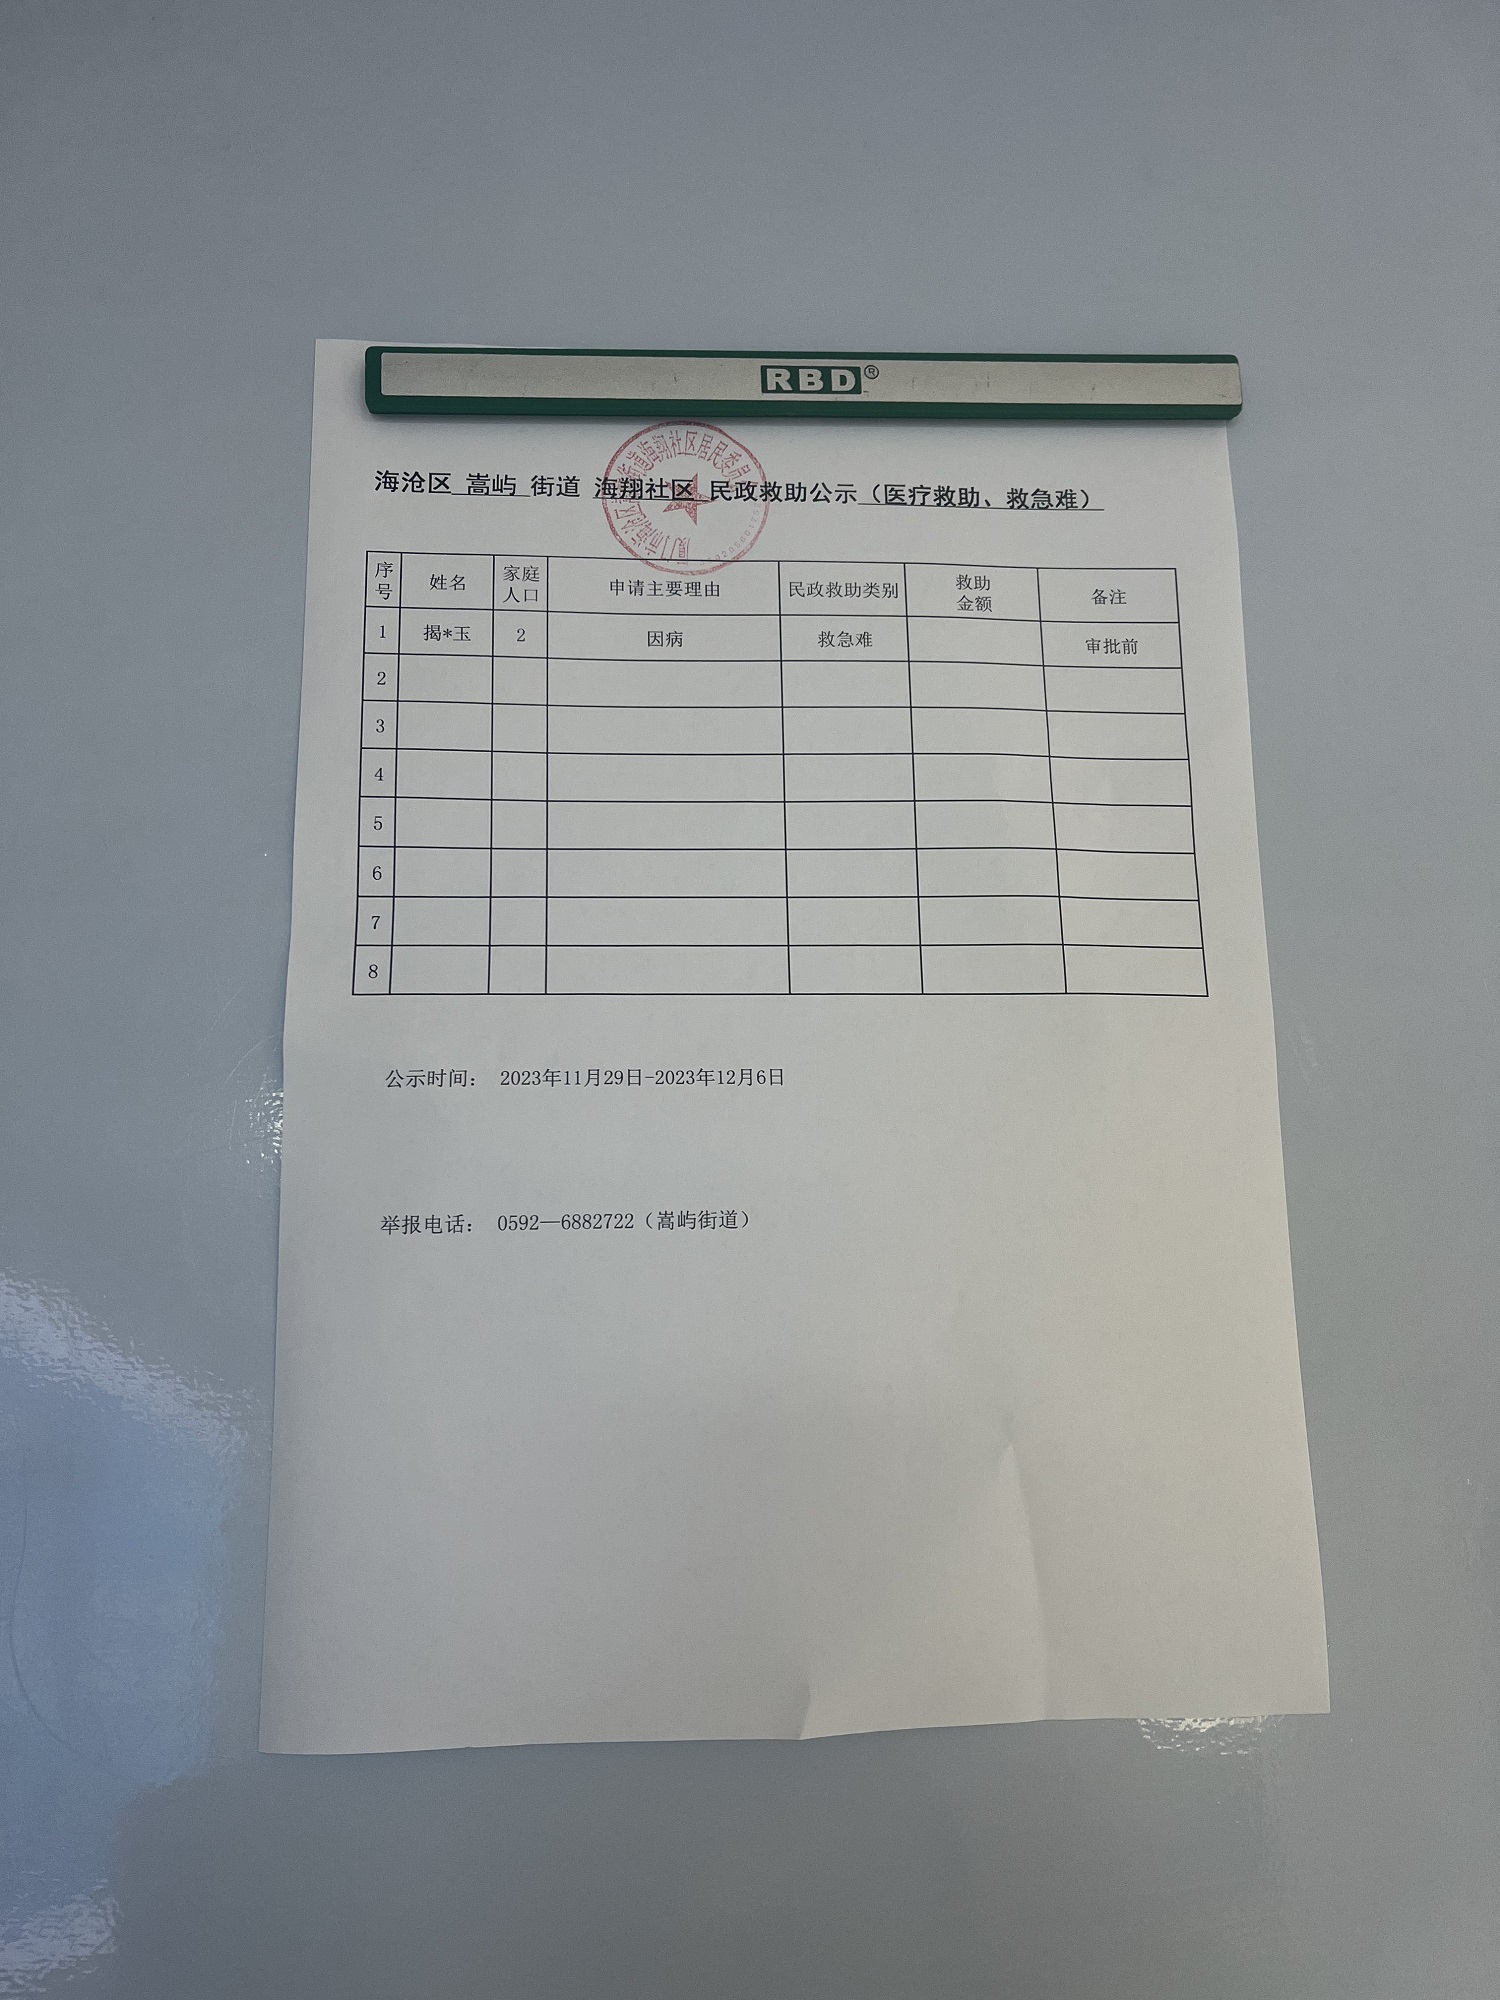 RBD®
海沧区 嵩屿 街道 海翔社区 民政救助公示（医疗救助、救急难）
序号 姓名 家庭人口 申请主要理由 民政救助类别 救助金额 备注
1 揭*玉 2 因病 救急难 审批前
2
3
4
5
6
7
8
公示时间： 2023年11月29日-2023年12月6日
举报电话： 0592—6882722（嵩屿街道）